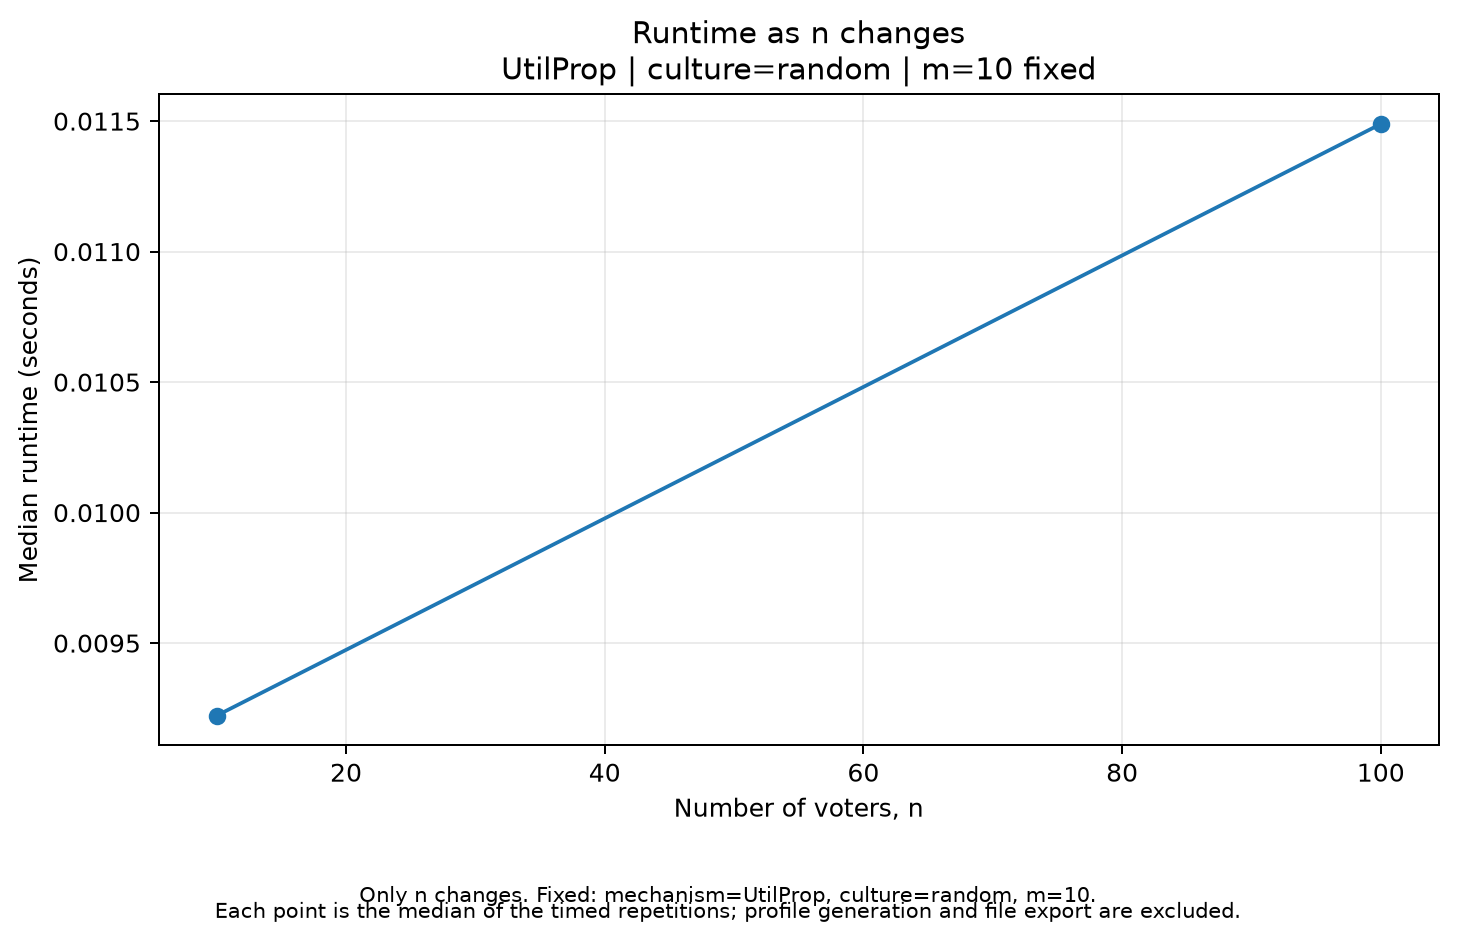 Runtime as n changes
UtilProp | culture=random | m=10 fixed
Median runtime (seconds)
0.0115
0.0110
0.0105
0.0100
0.0095
20 40 60 80 100
Number of voters, n
Only n changes. Fixed: mechanism=UtilProp, culture=random, m=10.
Each point is the median of the timed repetitions; profile generation and file export are excluded.